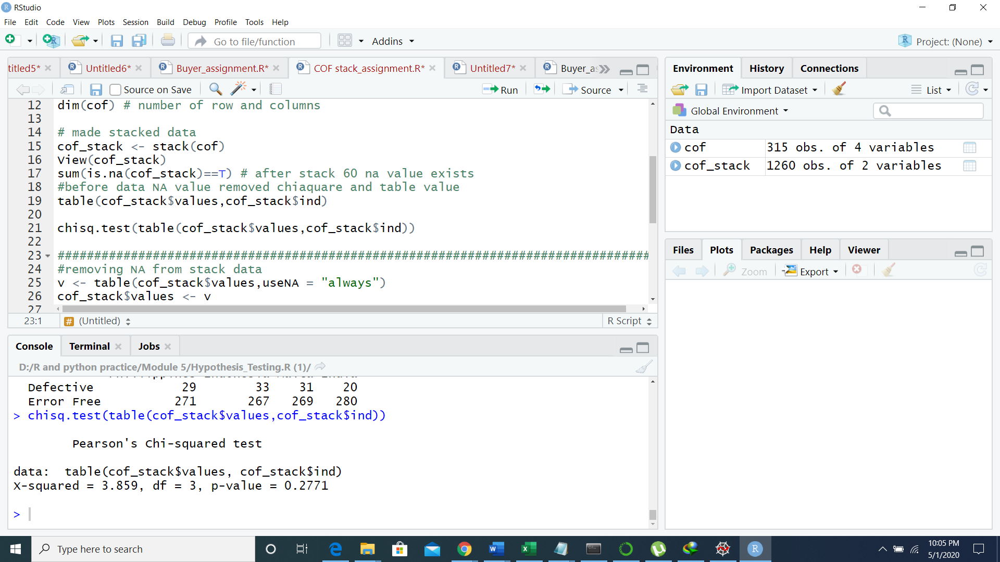 RStudio
File Edit Code View Plots Session Build Debug Profile Tools Help
Go to file/function Addins Project: (None)
titled5* Untitled6* Buyer_assignment.R* COF stack_assignment.R* Untitled7* Buyer_as
Source on Save Run Source
12 dim(cof) # number of row and columns
13
14 # made stacked data
15 cof_stack <- stack(cof)
16 View(cof_stack)
17 sum(is.na(cof_stack)==T) # after stack 60 na value exists
18 #before data NA value removed chiaquare and table value
19 table(cof_stack$values,cof_stack$ind)
20
21 chisq.test(table(cof_stack$values,cof_stack$ind))
22
23 #################################################################################
24 #removing NA from stack data
25 v <- table(cof_stack$values,useNA = "always")
26 cof_stack$values <- v
27
23:1 # (Untitled) R Script
Console Terminal Jobs
D:/R and python practice/Module 5/Hypothesis_Testing.R (1)/
Defective 29 33 31 20
Error Free 271 267 269 280
> chisq.test(table(cof_stack$values,cof_stack$ind))
Pearson's Chi-squared test
data: table(cof_stack$values, cof_stack$ind)
X-squared = 3.859, df = 3, p-value = 0.2771
>
Environment History Connections
Import Dataset List
Global Environment
Data
cof 315 obs. of 4 variables
cof_stack 1260 obs. of 2 variables
Files Plots Packages Help Viewer
Zoom Export
Type here to search
10:05 PM
5/1/2020